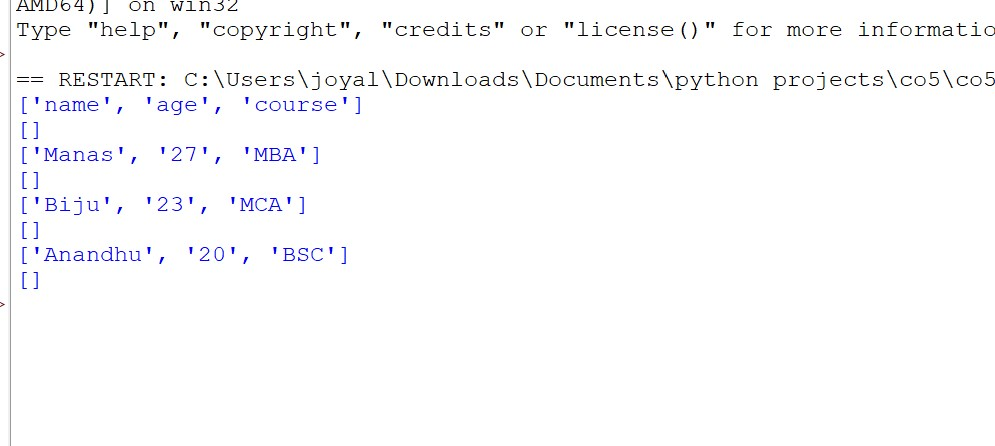 AMD64)] on win32
Type "help", "copyright", "credits" or "license()" for more informatio
>
== RESTART: C:\Users\joyal\Downloads\Documents\python projects\co5\co5
['name', 'age', 'course']
[]
['Manas', '27', 'MBA']
[]
['Biju', '23', 'MCA']
[]
['Anandhu', '20', 'BSC']
[]
>